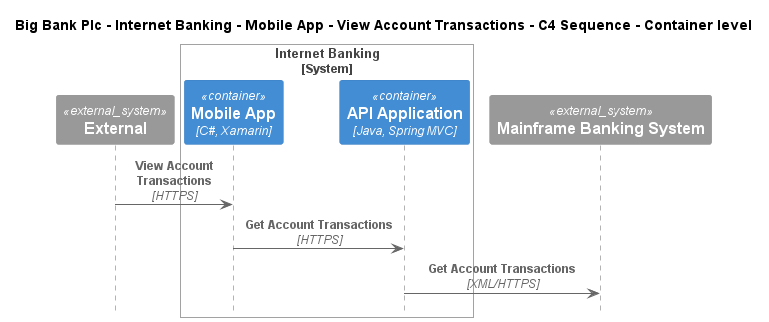 Big Bank Plc - Internet Banking - Mobile App - View Account Transactions - C4 Sequence - Container level
Internet Banking
[System]
«external_system»
External
«container»
Mobile App
[C#, Xamarin]
«container»
API Application
[Java, Spring MVC]
«external_system»
Mainframe Banking System
View Account
Transactions
[HTTPS]
Get Account Transactions
[HTTPS]
Get Account Transactions
[XML/HTTPS]